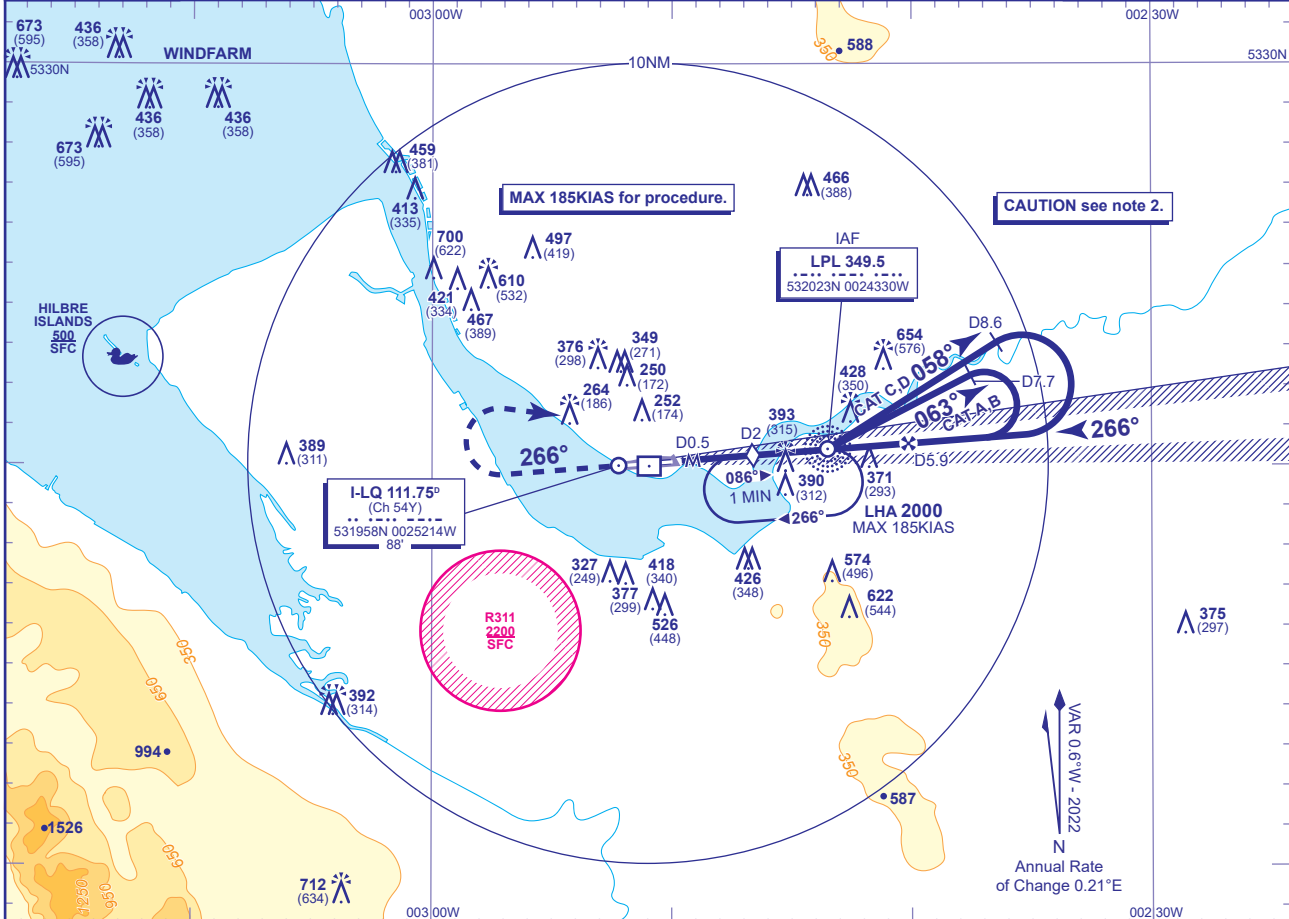 003 00W
002 30W
673
(595)
436
(358)
WINDFARM
5330N
588
350
10NM
5330N
436
(358)
436
(358)
673
(595)
459
(381)
413
(335)
MAX 185KIAS for procedure.
466
(388)
CAUTION see note 2.
700
(622)
497
(419)
610
(532)
421
(334)
467
(389)
IAF
LPL 349.5
532023N 0024330W
HILBRE
ISLANDS
500
SFC
376
(298)
349
(271)
250
(172)
264
(186)
252
(174)
654
(576)
428
(350)
D8.6
D7.7
CAT C,D 058°
063°
CAT A,B
393
(315)
266°
389
(311)
266°
D0.5
D2
D5.9
086°
1 MIN
266°
390
(312)
371
(293)
LHA 2000
MAX 185KIAS
I-LQ 111.75ᴰ
(Ch 54Y)
531958N 0025214W
88'
327
(249)
418
(340)
377
(299)
526
(448)
426
(348)
574
(496)
622
(544)
350
375
(297)
R311
2200
SFC
350
650
392
(314)
994
350
587
VAR 0.6°W - 2022
N
Annual Rate
of Change 0.21°E
1526
650
950
1250
712
(634)
003 00W
002 30W